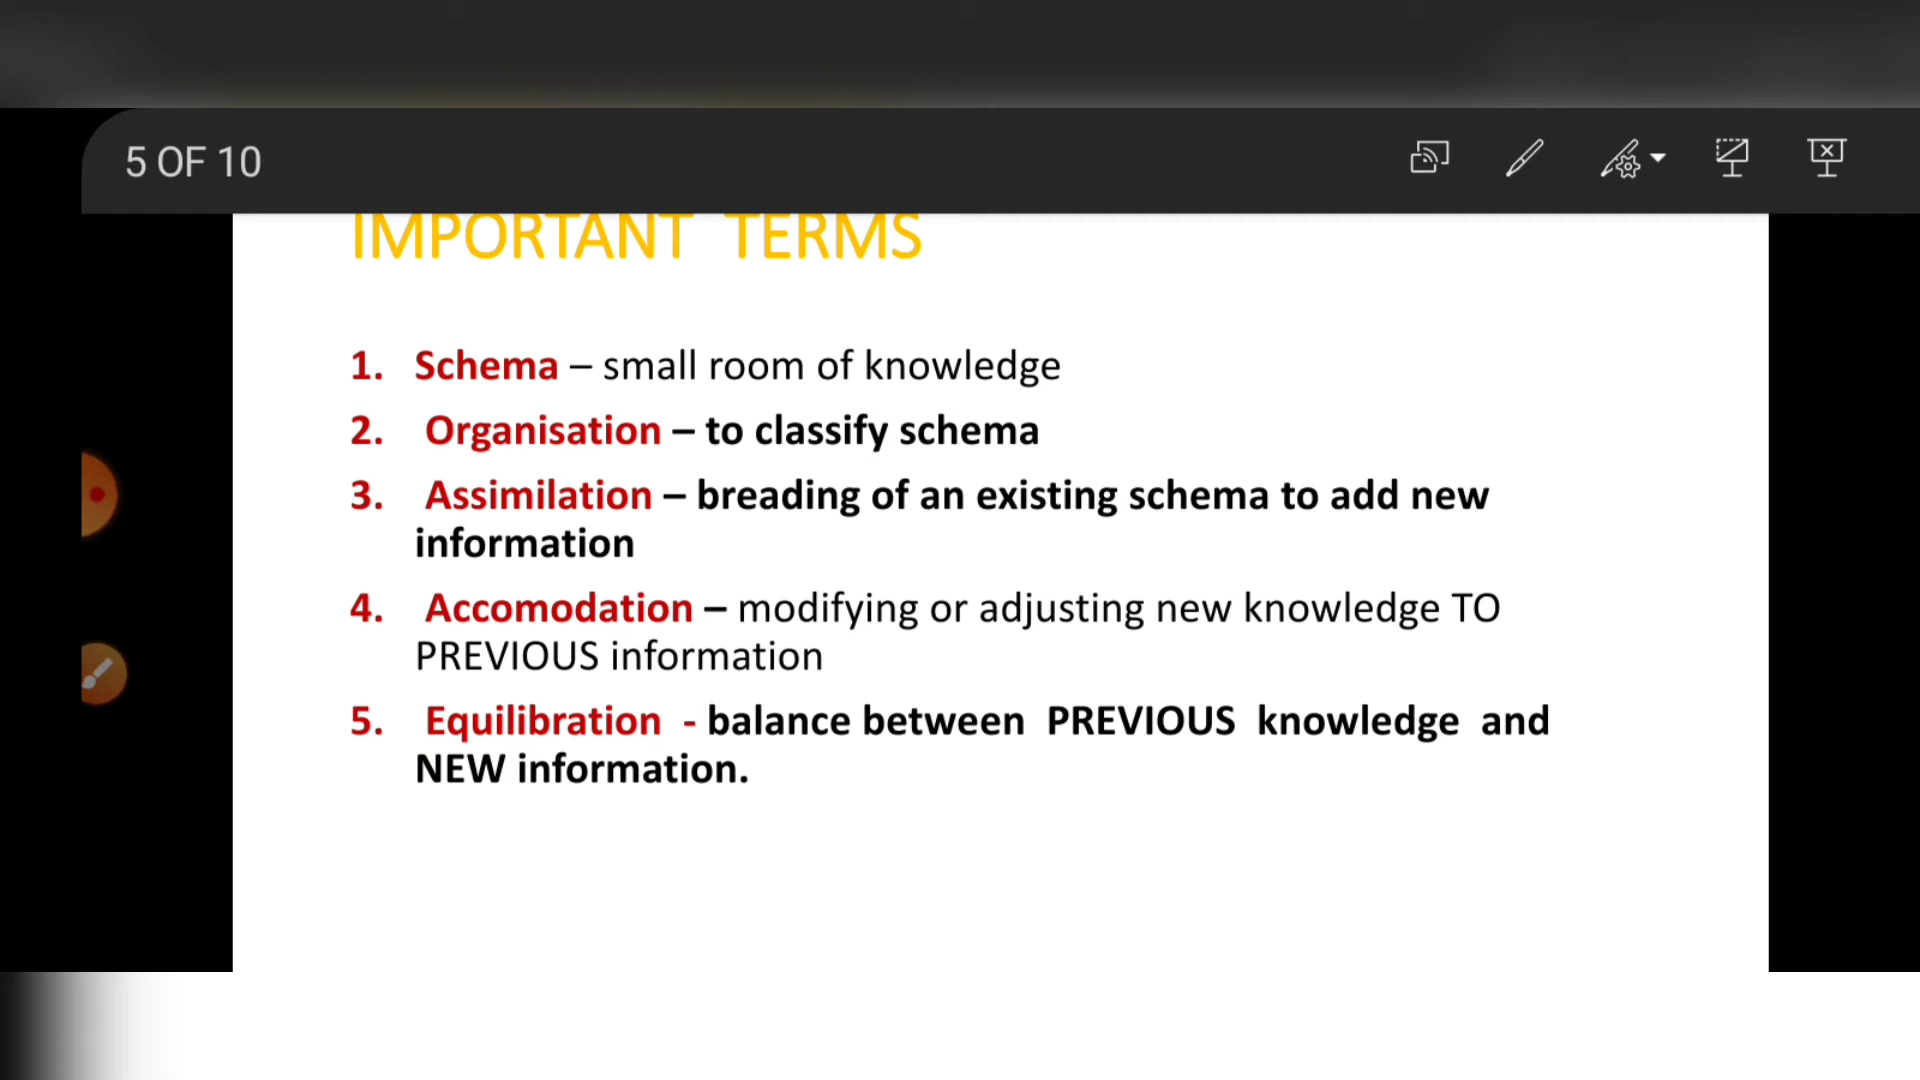 5 OF 10
IMPORTANT TERMS
1. Schema – small room of knowledge
2. Organisation – to classify schema
3. Assimilation – breading of an existing schema to add new
information
4. Accomodation – modifying or adjusting new knowledge TO
PREVIOUS information
5. Equilibration - balance between PREVIOUS knowledge and
NEW information.